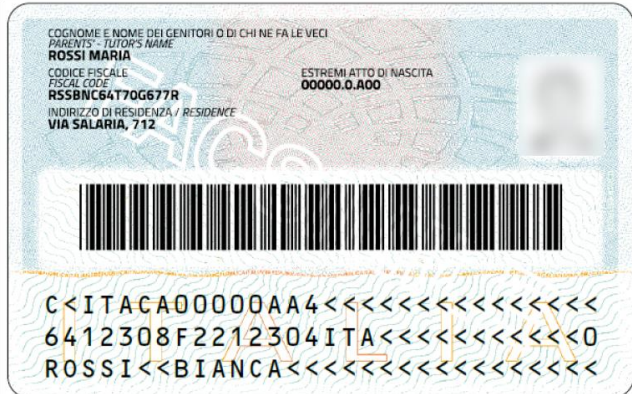 COGNOME E NOME DEI GENITORI O DI CHI NE FA LE VECI
PARENTS' - TUTOR'S NAME
ROSSI MARIA
CODICE FISCALE
FISCAL CODE
RSSBNC64T70G677R
ESTREMI ATTO DI NASCITA
00000.0.A00
INDIRIZZO DI RESIDENZA / RESIDENCE
VIA SALARIA, 712
FACS
ITALIA
C<ITACA00000AA4<<<<<<<<<<<<<<<
6412308F2212304ITA<<<<<<<<<<<0
ROSSI<<BIANCA<<<<<<<<<<<<<<<<<